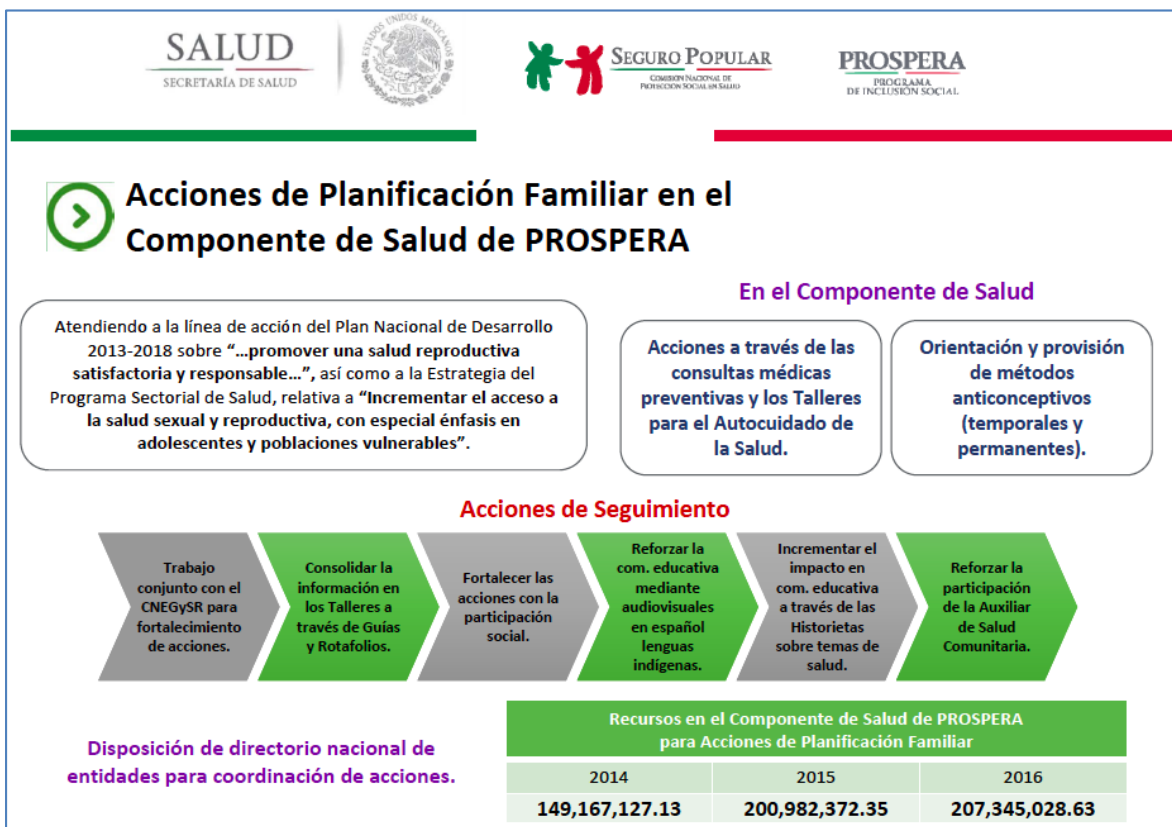 SALUD
SECRETARÍA DE SALUD
ESTADOS UNIDOS MEXICANOS
SEGURO POPULAR
COMISIÓN NACIONAL DE
PROTECCIÓN SOCIAL EN SALUD
PROSPERA
PROGRAMA
DE INCLUSIÓN SOCIAL
Acciones de Planificación Familiar en el
Componente de Salud de PROSPERA
Atendiendo a la línea de acción del Plan Nacional de Desarrollo
2013-2018 sobre “...promover una salud reproductiva
satisfactoria y responsable...”, así como a la Estrategia del
Programa Sectorial de Salud, relativa a “Incrementar el acceso a
la salud sexual y reproductiva, con especial énfasis en
adolescentes y poblaciones vulnerables”.
En el Componente de Salud
Acciones a través de las
consultas médicas
preventivas y los Talleres
para el Autocuidado de
la Salud.
Orientación y provisión
de métodos
anticonceptivos
(temporales y
permanentes).
Acciones de Seguimiento
Trabajo
conjunto con el
CNEGySR para
fortalecimiento
de acciones.
Consolidar la
información en
los Talleres a
través de Guías
y Rotafolios.
Fortalecer las
acciones con la
participación
social.
Reforzar la
com. educativa
mediante
audiovisuales
en español
lenguas
indígenas.
Incrementar el
impacto en
com. educativa
a través de las
Historietas
sobre temas de
salud.
Reforzar la
participación
de la Auxiliar
de Salud
Comunitaria.
Disposición de directorio nacional de
entidades para coordinación de acciones.
Recursos en el Componente de Salud de PROSPERA
para Acciones de Planificación Familiar
2014 2015 2016
149,167,127.13 200,982,372.35 207,345,028.63